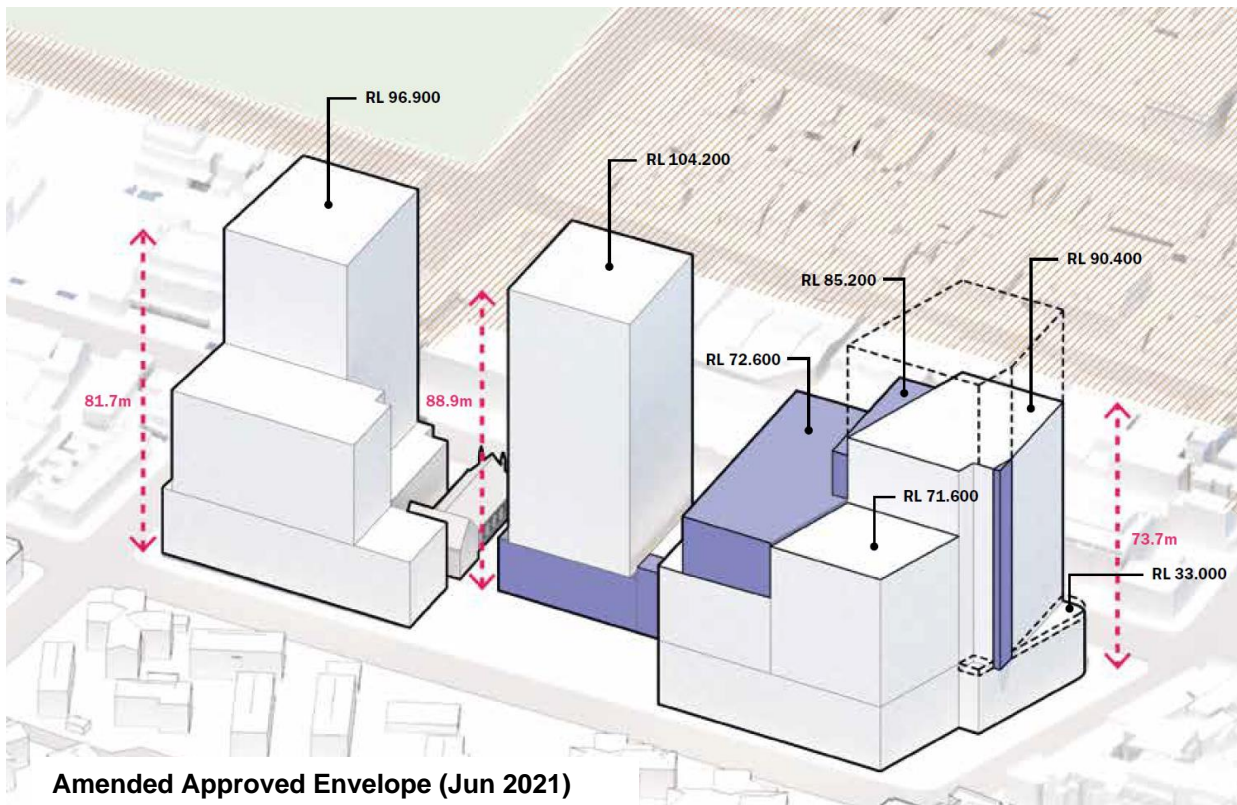 RL 96.900
RL 104.200
RL 90.400
RL 85.200
RL 72.600
81.7m
88.9m
RL 71.600
73.7m
RL 33.000
Amended Approved Envelope (Jun 2021)